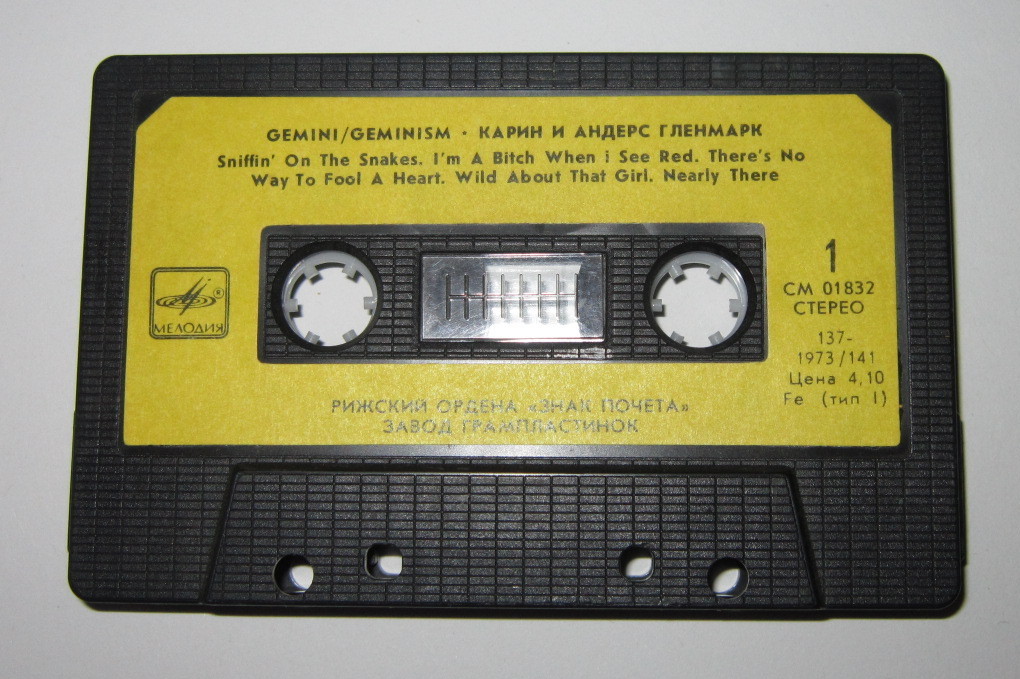 GEMINI/GEMINISM • КАРИН И АНДЕРС ГЛЕНМАРК
Sniffin' On The Snakes. I'm A Bitch When i See Red. There's No
Way To Fool A Heart. Wild About That Girl. Nearly There
®
МЕЛОДИЯ
1
СМ 01832
СТЕРЕО
137-
1973/141
Цена 4,10
Fe (тип I)
РИЖСКИЙ ОРДЕНА «ЗНАК ПОЧЕТА»
ЗАВОД ГРАМПЛАСТИНОК